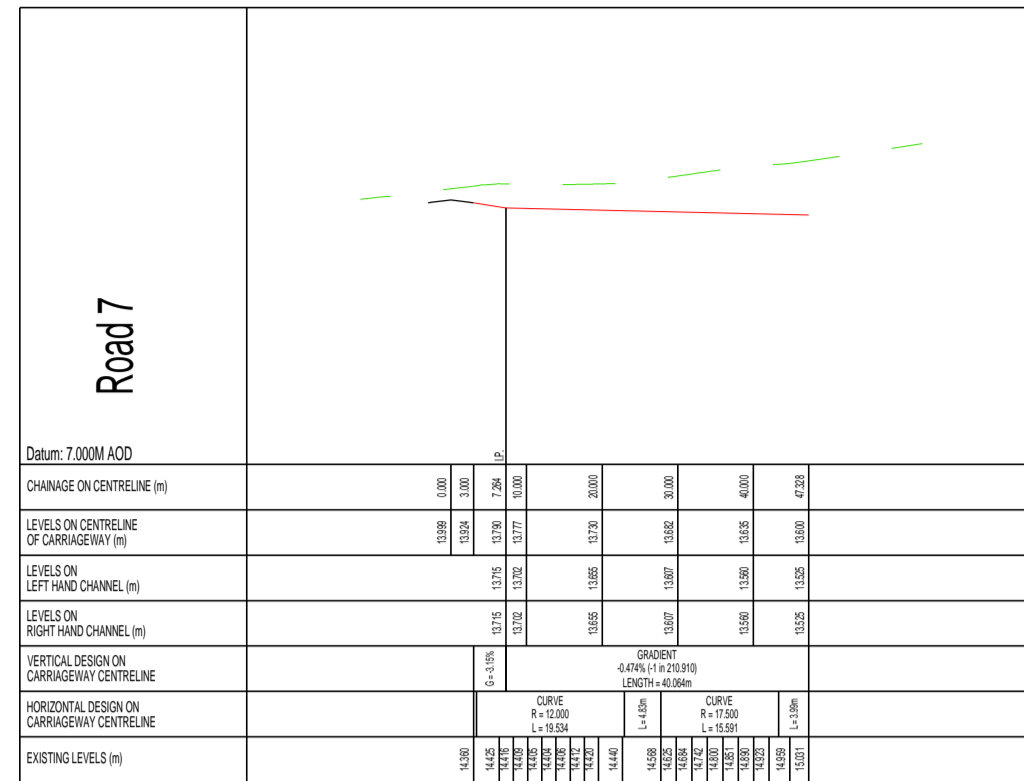 Road 7
Datum: 7.000M AOD
I.P.
CHAINAGE ON CENTRELINE (m)
0.000 3.000 7.264 10.000 20.000 30.000 40.000 47.328
LEVELS ON CENTRELINE
OF CARRIAGEWAY (m)
13.999 13.924 13.790 13.777 13.730 13.682 13.635 13.600
LEVELS ON
LEFT HAND CHANNEL (m)
13.715 13.702 13.655 13.607 13.560 13.525
LEVELS ON
RIGHT HAND CHANNEL (m)
13.715 13.702 13.655 13.607 13.560 13.525
VERTICAL DESIGN ON
CARRIAGEWAY CENTRELINE
G = -3.15%
GRADIENT
-0.474% (-1 in 210.910)
LENGTH = 40.064m
HORIZONTAL DESIGN ON
CARRIAGEWAY CENTRELINE
CURVE
R = 12.000
L = 19.534
L = 4.83m
CURVE
R = 17.500
L = 15.591
L = 3.99m
EXISTING LEVELS (m)
14.360 14.425 14.416 14.409 14.405 14.404 14.406 14.412 14.420 14.440 14.568 14.625 14.684 14.742 14.800 14.851 14.890 14.923 14.959 15.031